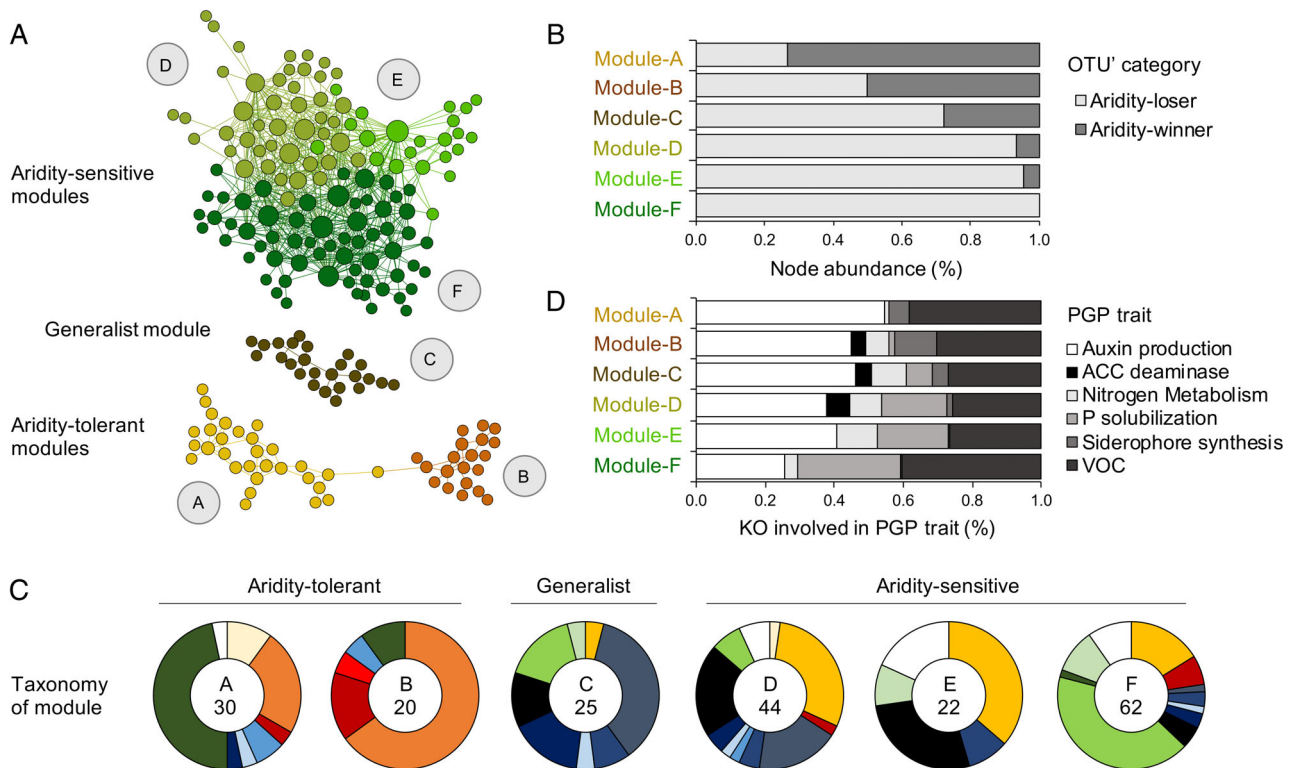 A
D
E
Aridity-sensitive
modules
F
Generalist module
C
Aridity-tolerant
modules
A
B
B
Module-A
Module-B
Module-C
Module-D
Module-E
Module-F
0.0 0.2 0.4 0.6 0.8 1.0
Node abundance (%)
OTU' category
Aridity-loser
Aridity-winner
D
Module-A
Module-B
Module-C
Module-D
Module-E
Module-F
0.0 0.2 0.4 0.6 0.8 1.0
KO involved in PGP trait (%)
PGP trait
Auxin production
ACC deaminase
Nitrogen Metabolism
P solubilization
Siderophore synthesis
VOC
C
Aridity-tolerant Generalist Aridity-sensitive
Taxonomy
of module
A
30
B
20
C
25
D
44
E
22
F
62